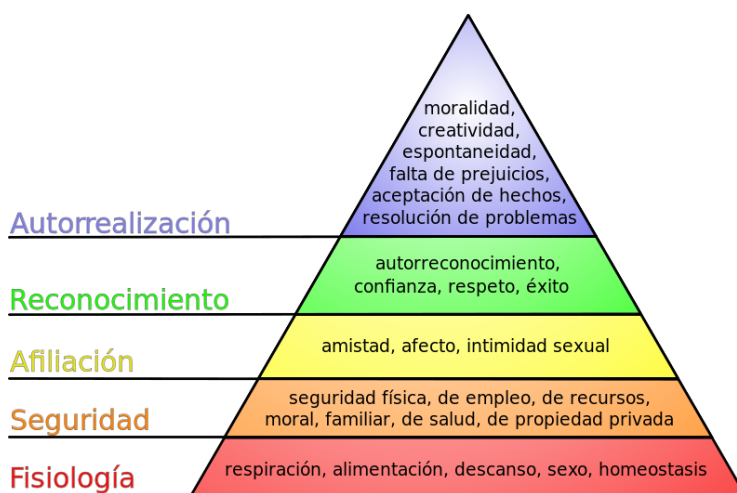 moralidad,
creatividad,
espontaneidad,
falta de prejuicios,
aceptación de hechos,
resolución de problemas
Autorrealización
autorreconocimiento,
confianza, respeto, éxito
Reconocimiento
amistad, afecto, intimidad sexual
Afiliación
seguridad física, de empleo, de recursos,
moral, familiar, de salud, de propiedad privada
Seguridad
respiración, alimentación, descanso, sexo, homeostasis
Fisiología